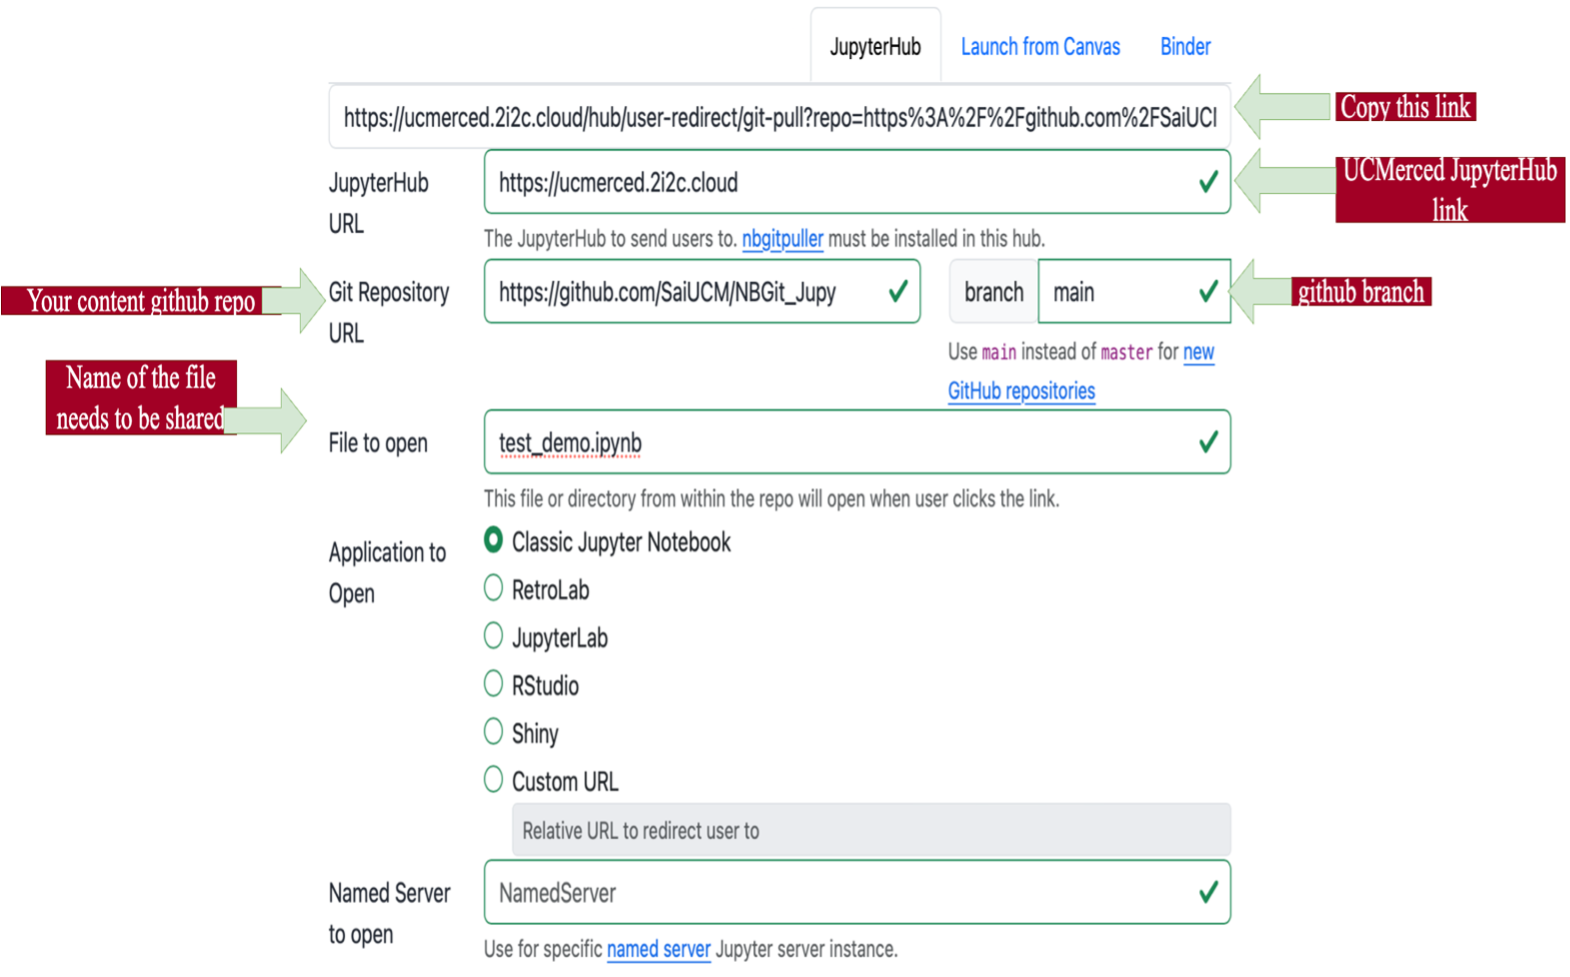 JupyterHub Launch from Canvas Binder
https://ucmerced.2i2c.cloud/hub/user-redirect/git-pull?repo=https%3A%2F%2Fgithub.com%2FSaiUCI
Copy this link
JupyterHub
URL
https://ucmerced.2i2c.cloud
UCMerced JupyterHub
link
The JupyterHub to send users to. nbgitpuller must be installed in this hub.
Your content github repo
Git Repository
URL
https://github.com/SaiUCM/NBGit_Jupy
branch main
github branch
Use main instead of master for new
GitHub repositories
Name of the file
needs to be shared
File to open
test_demo.ipynb
This file or directory from within the repo will open when user clicks the link.
Application to
Open
Classic Jupyter Notebook
RetroLab
JupyterLab
RStudio
Shiny
Custom URL
Relative URL to redirect user to
Named Server
to open
NamedServer
Use for specific named server Jupyter server instance.